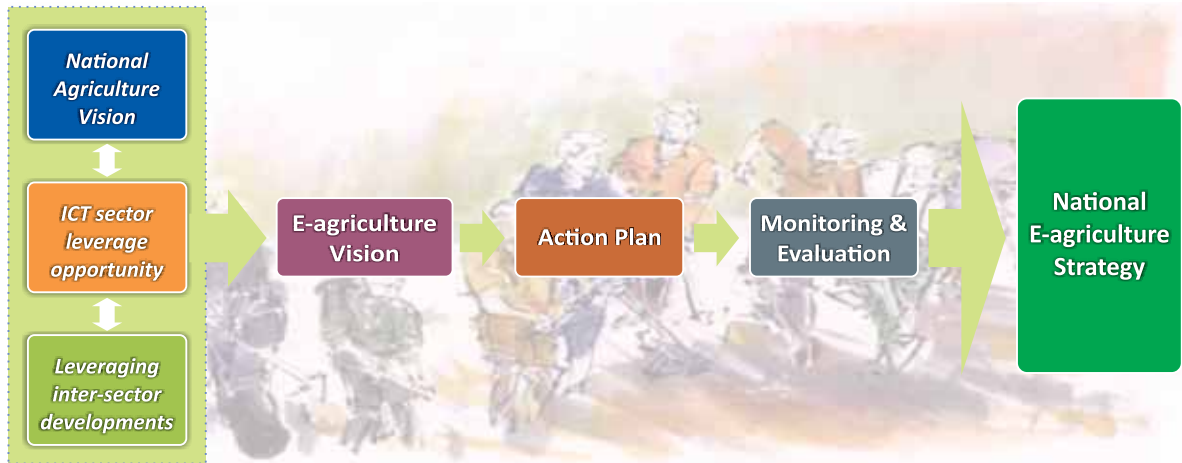 National
Agriculture
Vision
ICT sector
leverage
opportunity
Leveraging
inter-sector
developments
E-agriculture
Vision
Action Plan
Monitoring &
Evaluation
National
E-agriculture
Strategy